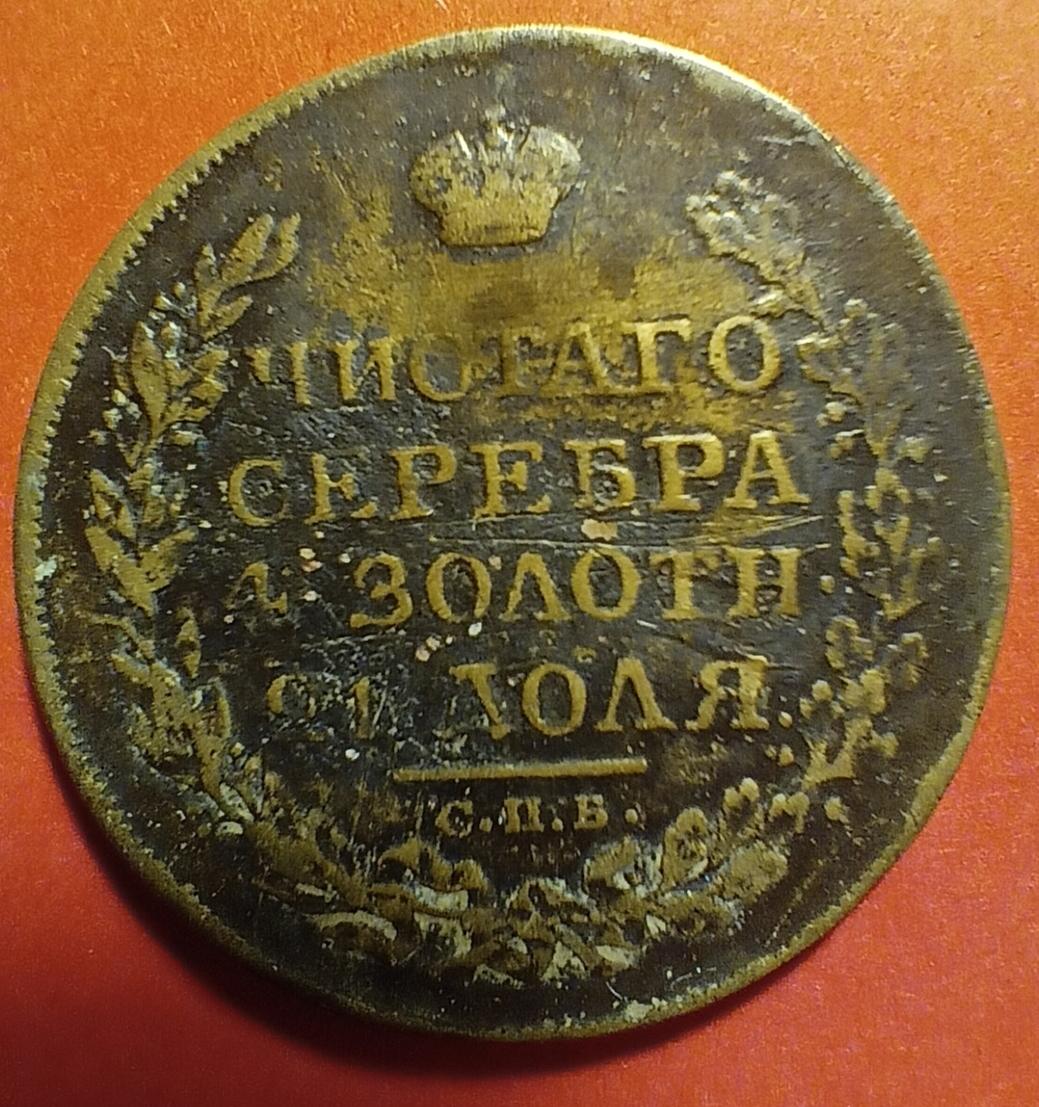 ЧИСТАГО
СЕРЕБРА
4 ЗОЛОТН
21 ДОЛЯ
С.П.Б.